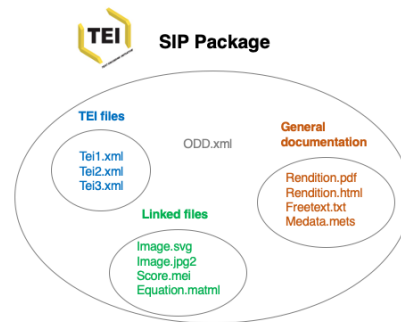 TEI
SIP Package
TEI files
Tei1.xml
Tei2.xml
Tei3.xml
ODD.xml
General
documentation
Rendition.pdf
Rendition.html
Freetext.txt
Medata.mets
Linked files
Image.svg
Image.jpg2
Score.mei
Equation.matml